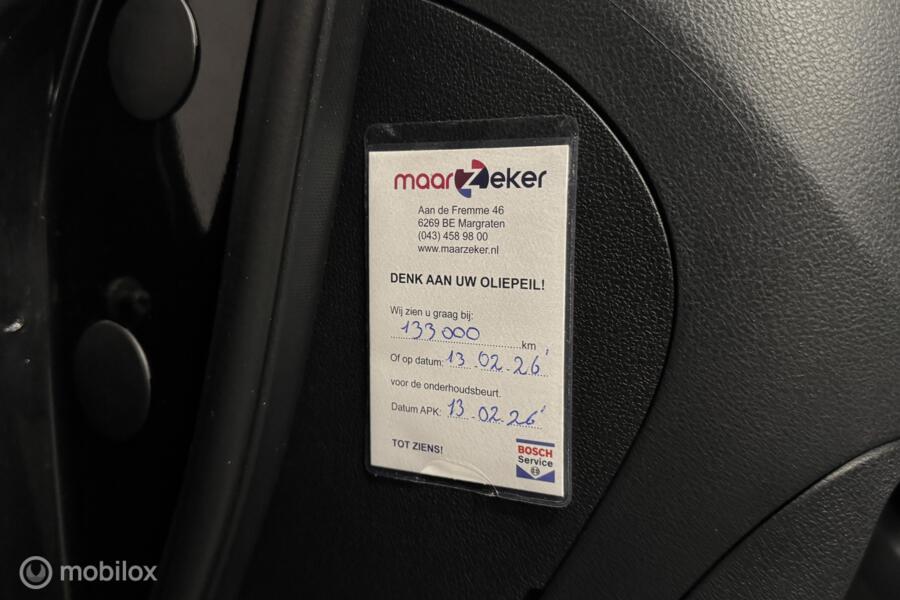 maarzeker
Aan de Fremme 46
6269 BE Margraten
(043) 458 98 00
www.maarzeker.nl
DENK AAN UW OLIEPEIL!
Wij zien u graag bij:
133000 km
Of op datum: 13.02.26'
voor de onderhoudsbeurt.
Datum APK: 13.02.26'
TOT ZIENS!
BOSCH
Service
mobilox